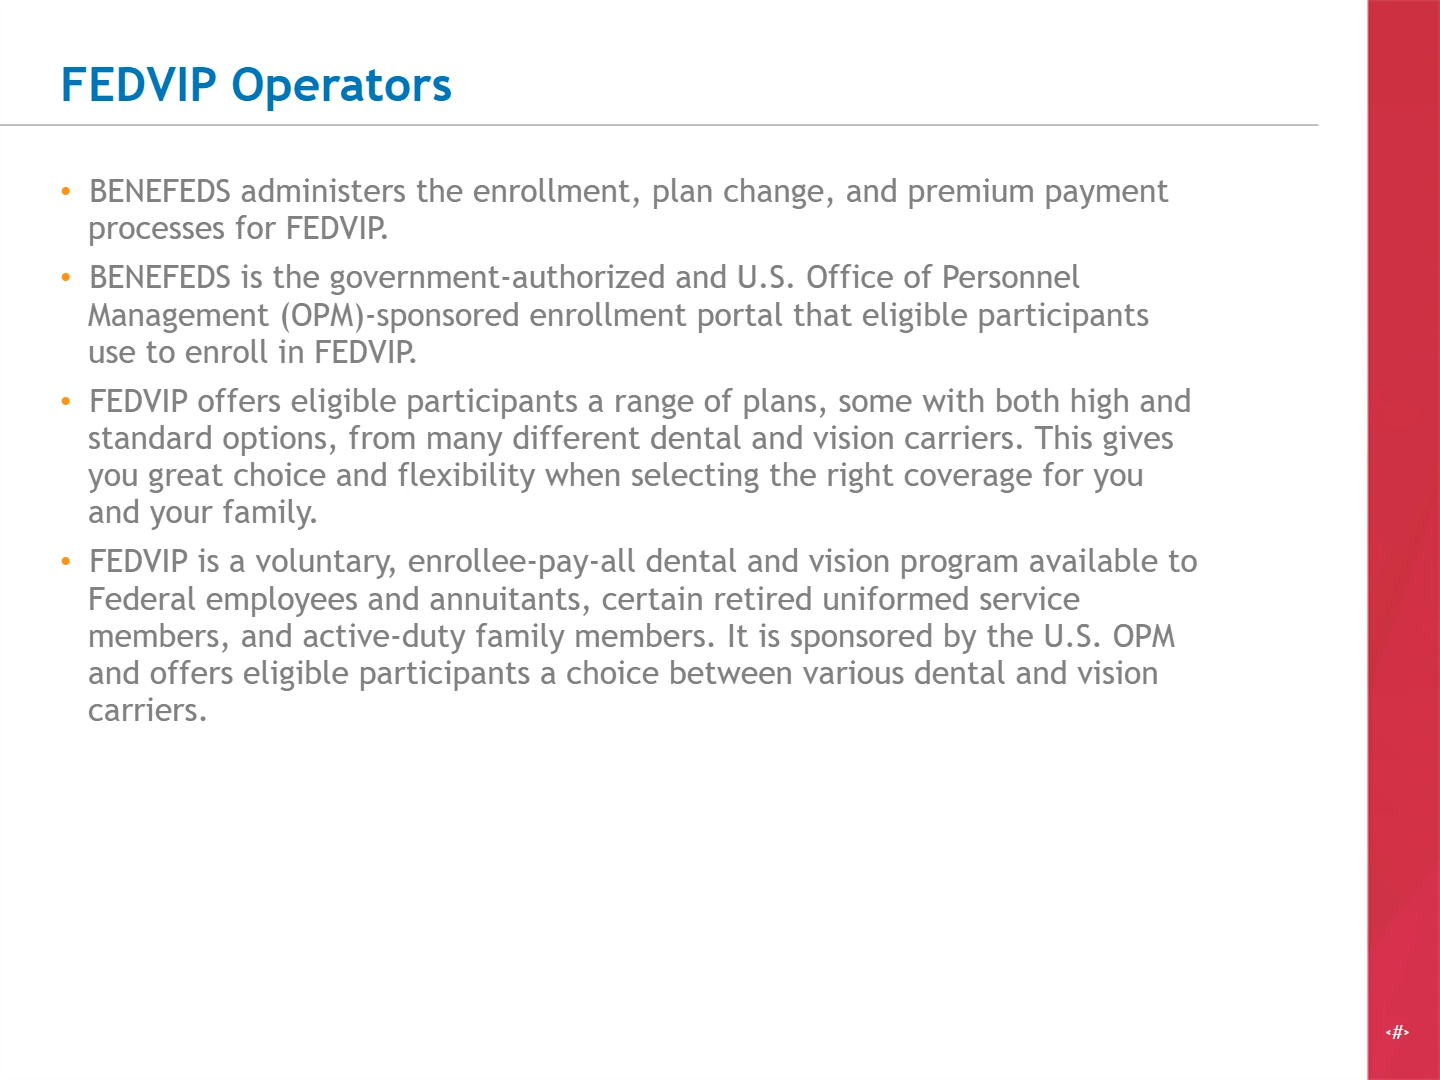 FEDVIP Operators
• BENEFEDS administers the enrollment, plan change, and premium payment
processes for FEDVIP.
• BENEFEDS is the government-authorized and U.S. Office of Personnel
Management (OPM)-sponsored enrollment portal that eligible participants
use to enroll in FEDVIP.
• FEDVIP offers eligible participants a range of plans, some with both high and
standard options, from many different dental and vision carriers. This gives
you great choice and flexibility when selecting the right coverage for you
and your family.
• FEDVIP is a voluntary, enrollee-pay-all dental and vision program available to
Federal employees and annuitants, certain retired uniformed service
members, and active-duty family members. It is sponsored by the U.S. OPM
and offers eligible participants a choice between various dental and vision
carriers.
‹#›